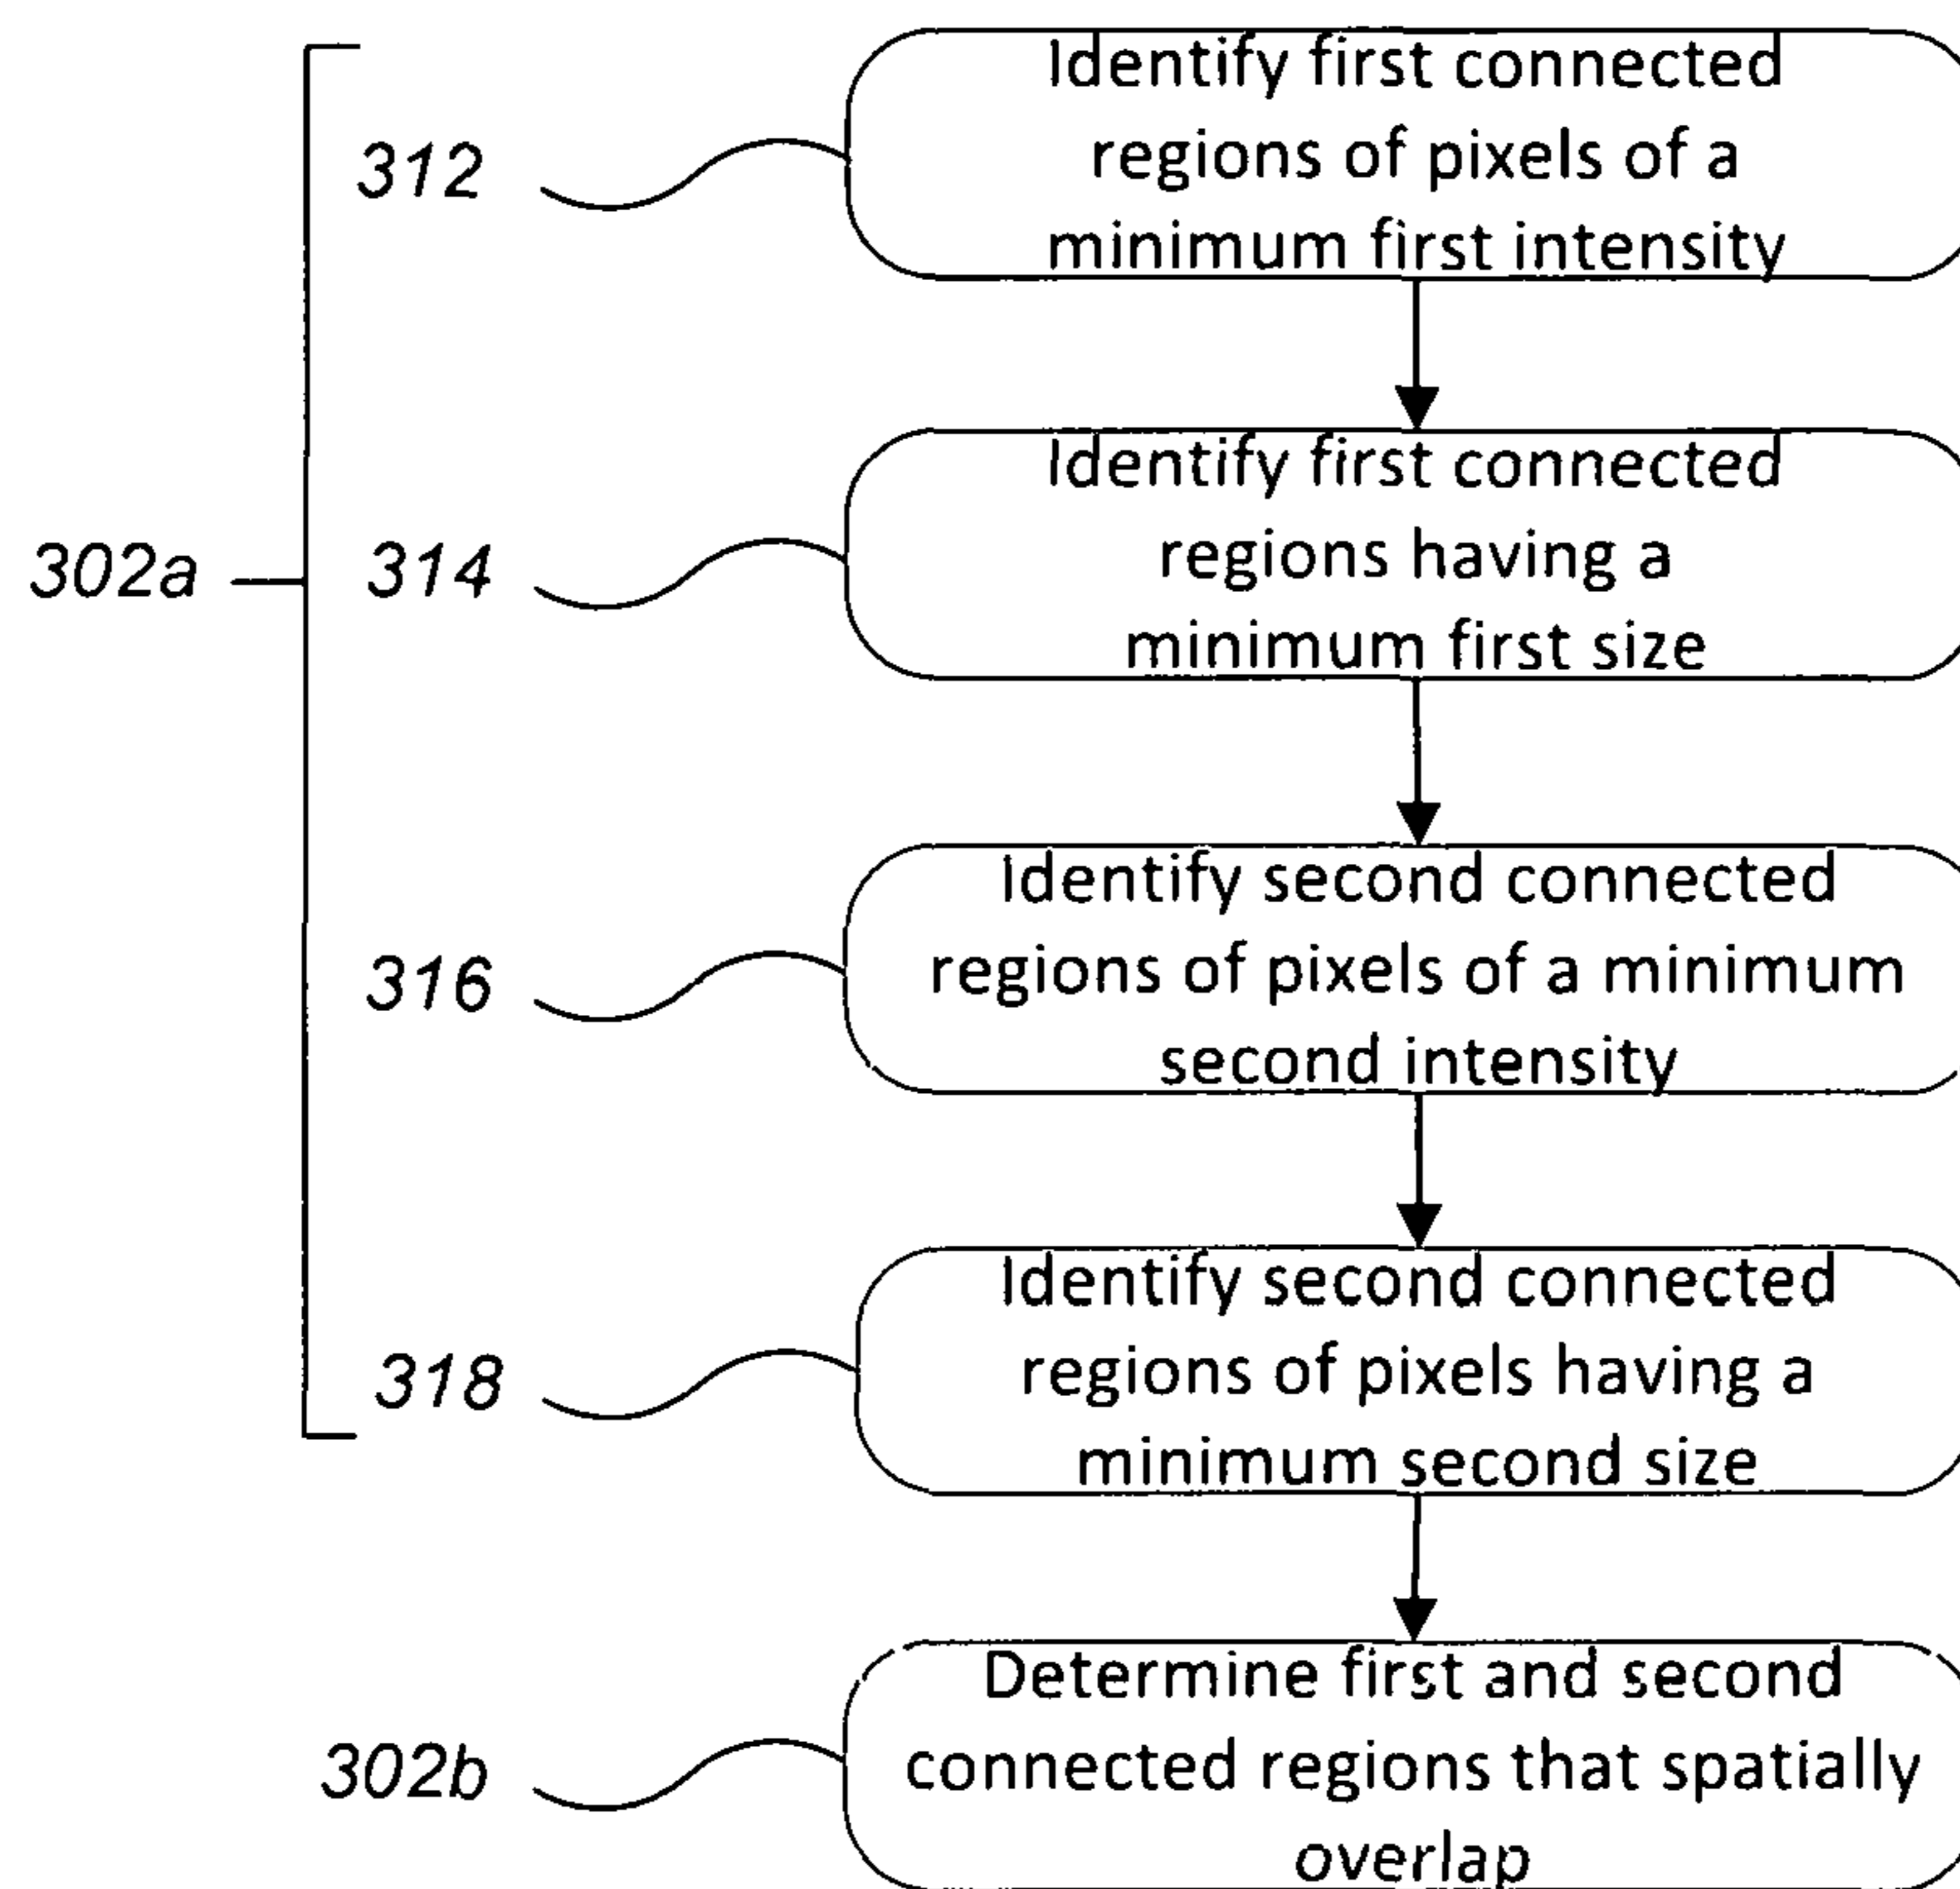 312
Identify first connected
regions of pixels of a
minimum first intensity
302a
314
Identify first connected
regions having a
minimum first size
316
Identify second connected
regions of pixels of a minimum
second intensity
318
Identify second connected
regions of pixels having a
minimum second size
302b
Determine first and second
connected regions that spatially
overlap